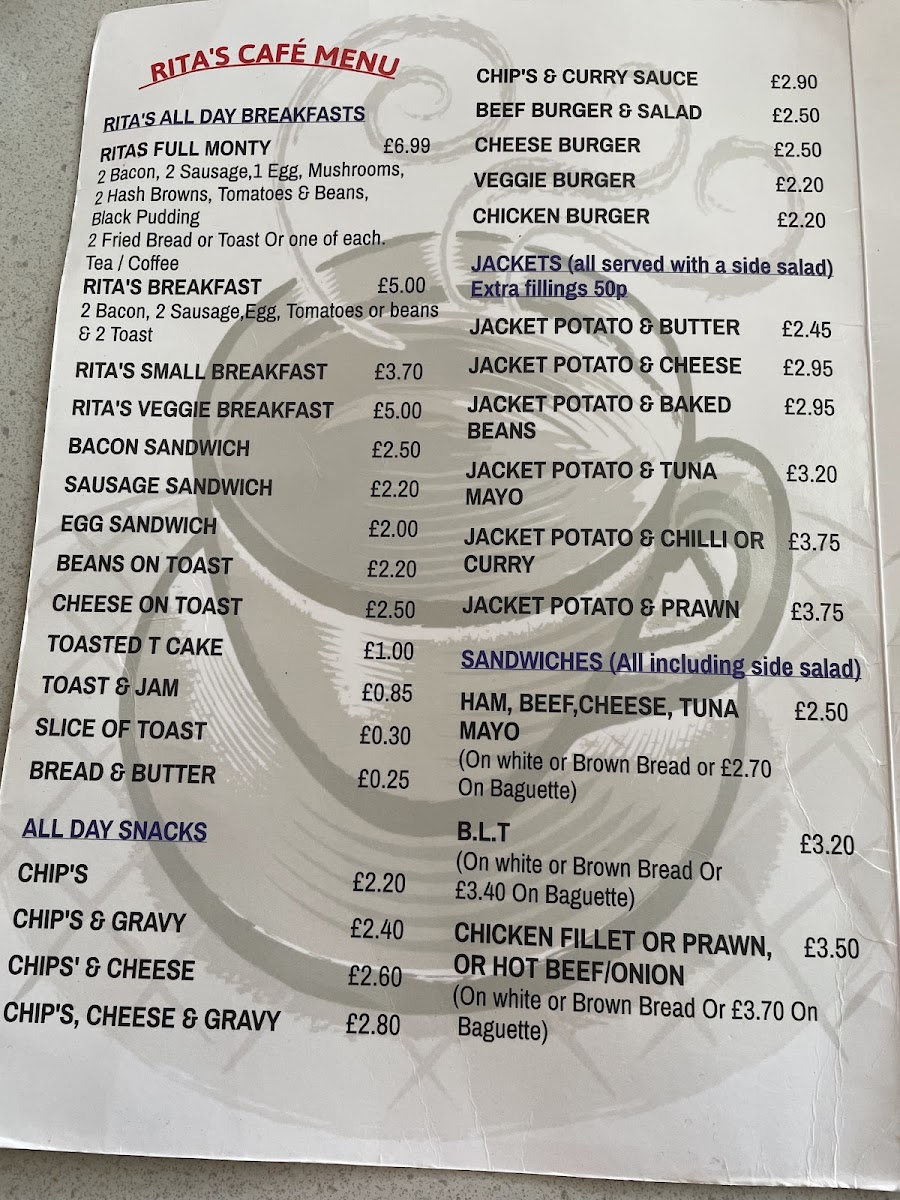 RITA'S CAFÉ MENU
RITA'S ALL DAY BREAKFASTS
RITAS FULL MONTY £6.99
2 Bacon, 2 Sausage,1 Egg, Mushrooms,
2 Hash Browns, Tomatoes & Beans,
Black Pudding
2 Fried Bread or Toast Or one of each.
Tea / Coffee
RITA'S BREAKFAST £5.00
2 Bacon, 2 Sausage,Egg, Tomatoes or beans
& 2 Toast
RITA'S SMALL BREAKFAST £3.70
RITA'S VEGGIE BREAKFAST £5.00
BACON SANDWICH £2.50
SAUSAGE SANDWICH £2.20
EGG SANDWICH £2.00
BEANS ON TOAST £2.20
CHEESE ON TOAST £2.50
TOASTED T CAKE £1.00
TOAST & JAM £0.85
SLICE OF TOAST £0.30
BREAD & BUTTER £0.25
ALL DAY SNACKS
CHIP'S £2.20
CHIP'S & GRAVY £2.40
CHIPS' & CHEESE £2.60
CHIP'S, CHEESE & GRAVY £2.80
CHIP'S & CURRY SAUCE £2.90
BEEF BURGER & SALAD £2.50
CHEESE BURGER £2.50
VEGGIE BURGER £2.20
CHICKEN BURGER £2.20
JACKETS (all served with a side salad)
Extra fillings 50p
JACKET POTATO & BUTTER £2.45
JACKET POTATO & CHEESE £2.95
JACKET POTATO & BAKED £2.95
BEANS
JACKET POTATO & TUNA £3.20
MAYO
JACKET POTATO & CHILLI OR £3.75
CURRY
JACKET POTATO & PRAWN £3.75
SANDWICHES (All including side salad)
HAM, BEEF,CHEESE, TUNA £2.50
MAYO
(On white or Brown Bread or £2.70
On Baguette)
B.L.T £3.20
(On white or Brown Bread Or
£3.40 On Baguette)
CHICKEN FILLET OR PRAWN, £3.50
OR HOT BEEF/ONION
(On white or Brown Bread Or £3.70 On
Baguette)